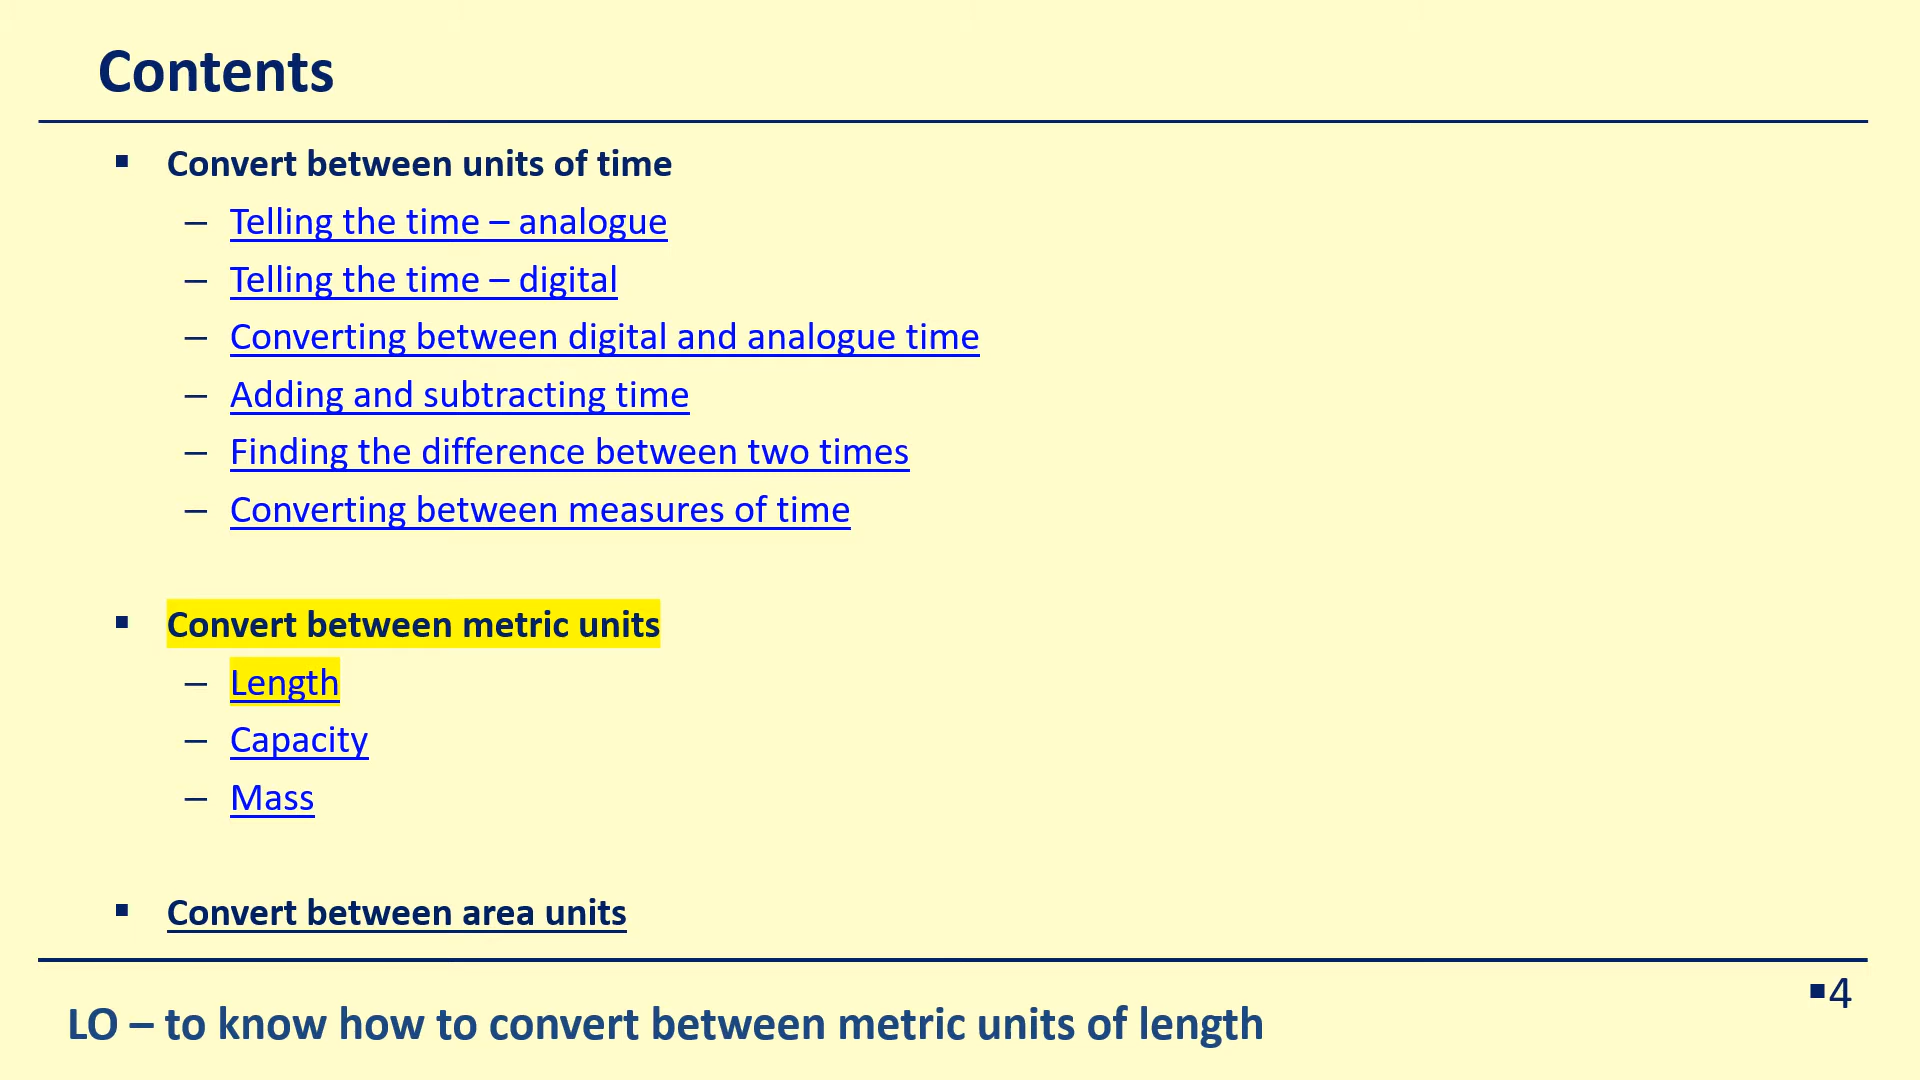 Contents
▪ Convert between units of time
– Telling the time – analogue
– Telling the time – digital
– Converting between digital and analogue time
– Adding and subtracting time
– Finding the difference between two times
– Converting between measures of time
▪ Convert between metric units
– Length
– Capacity
– Mass
▪ Convert between area units
▪4
LO – to know how to convert between metric units of length